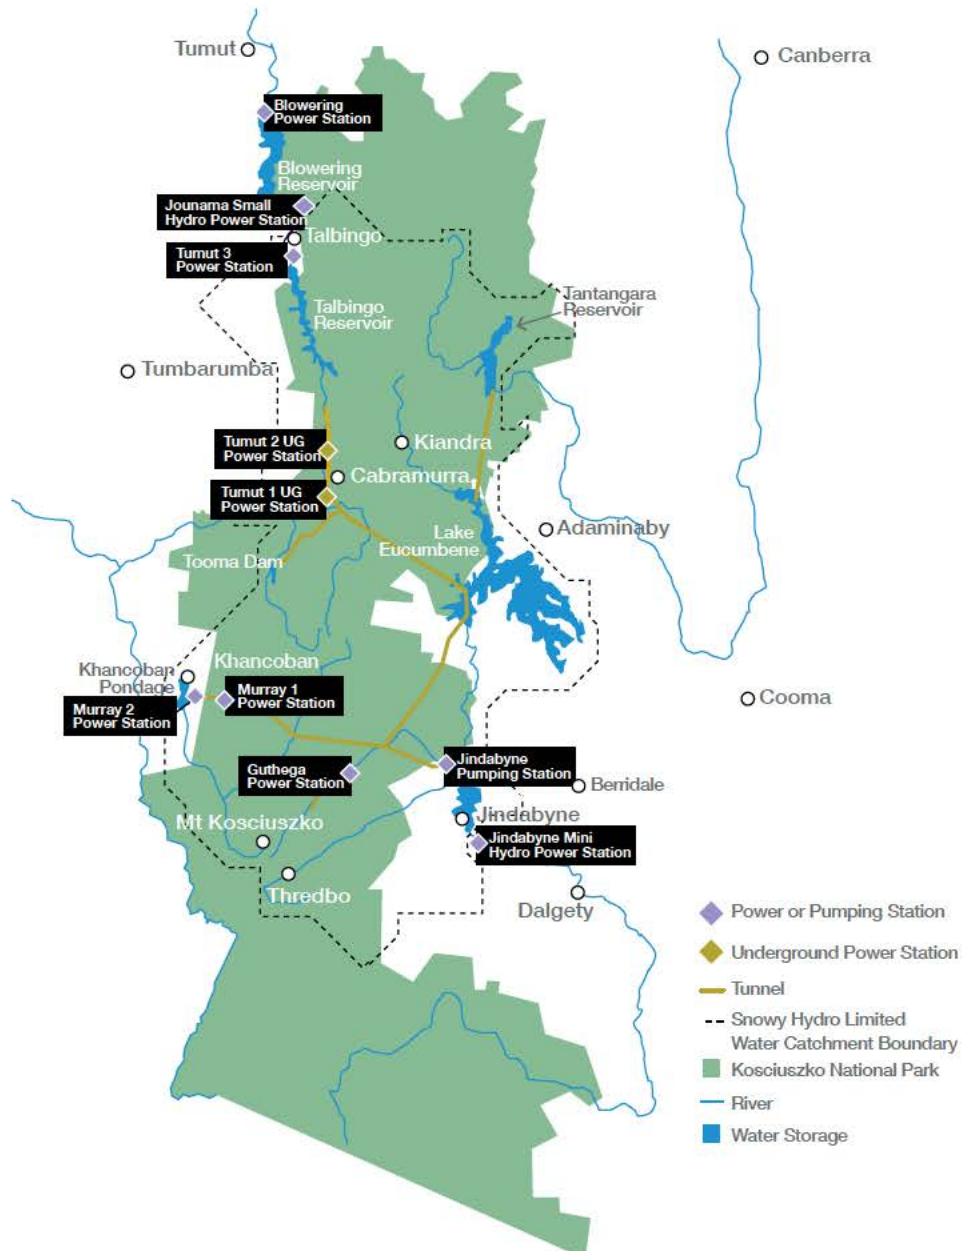 Tumut
Canberra
Blowering
Power Station
Blowering
Reservoir
Jounama Small
Hydro Power Station
Talbingo
Tumut 3
Power Station
Talbingo
Reservoir
Tantangara
Reservoir
Tumbarumba
Tumut 2 UG
Power Station
Kiandra
Cabramurra
Tumut 1 UG
Power Station
Lake
Eucumbene
Adaminaby
Tooma Dam
Khancoban
Pondage
Khancoban
Murray 1
Power Station
Murray 2
Power Station
Cooma
Guthega
Power Station
Jindabyne
Pumping Station
Berridale
Mt Kosciuszko
Jindabyne
Jindabyne Mini
Hydro Power Station
Thredbo
Dalgety
Power or Pumping Station
Underground Power Station
Tunnel
Snowy Hydro Limited
Water Catchment Boundary
Kosciuszko National Park
River
Water Storage